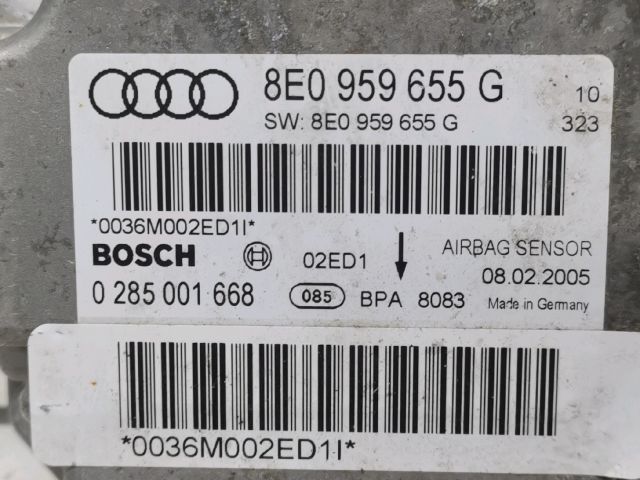 8E0 959 655 G 10
SW: 8E0 959 655 G 323
*0036M002ED1I*
BOSCH 02ED1 AIRBAG SENSOR
08.02.2005
0 285 001 668 085 BPA 8083 Made in Germany
*0036M002ED1I*